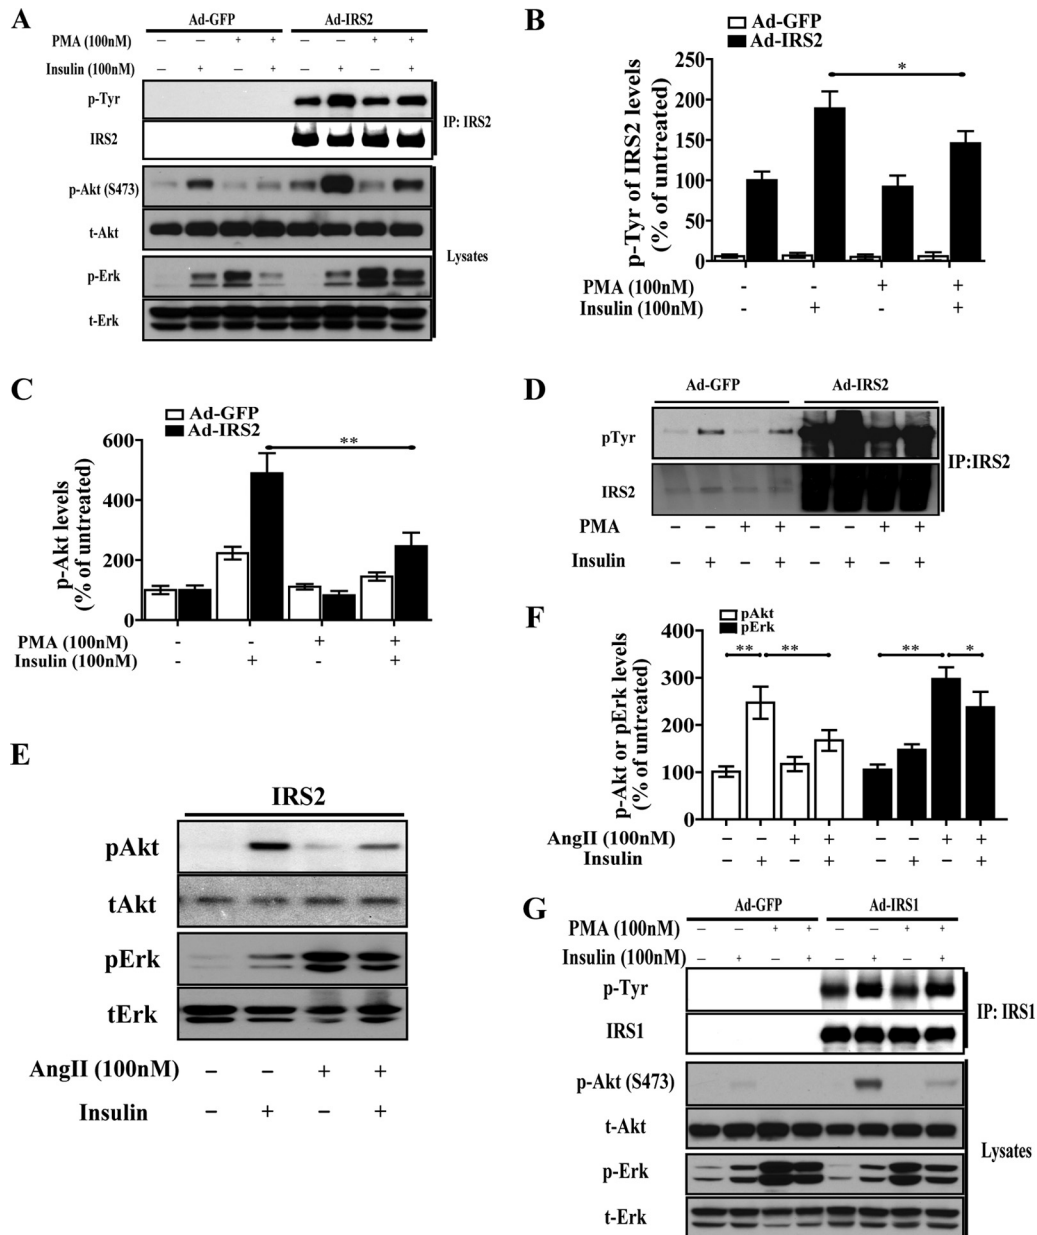 A
Ad-GFP Ad-IRS2
PMA (100nM) – – + + – – + +
Insulin (100nM) – + – + – + – +
p-Tyr
IRS2
IP: IRS2
p-Akt (S473)
t-Akt
p-Erk
t-Erk
Lysates
B
Ad-GFP
Ad-IRS2
p-Tyr of IRS2 levels
(% of untreated)
250
200
150
100
50
0
*
PMA (100nM) - - + +
Insulin (100nM) - + - +
C
Ad-GFP
Ad-IRS2
p-Akt levels
(% of untreated)
600
400
200
0
**
PMA (100nM) - - + +
Insulin (100nM) - + - +
D
Ad-GFP Ad-IRS2
pTyr
IRS2
IP:IRS2
PMA – – + + – – + +
Insulin – + – + – + – +
E
IRS2
pAkt
tAkt
pErk
tErk
AngII (100nM) – – + +
Insulin – + – +
F
pAkt
pErk
p-Akt or pErk levels
(% of untreated)
400
300
200
100
0
** ** ** *
AngII (100nM) – – + + – – + +
Insulin – + – + – + – +
G
Ad-GFP Ad-IRS1
PMA (100nM) – – + + – – + +
Insulin (100nM) – + – + – + – +
p-Tyr
IRS1
IP: IRS1
p-Akt (S473)
t-Akt
p-Erk
t-Erk
Lysates